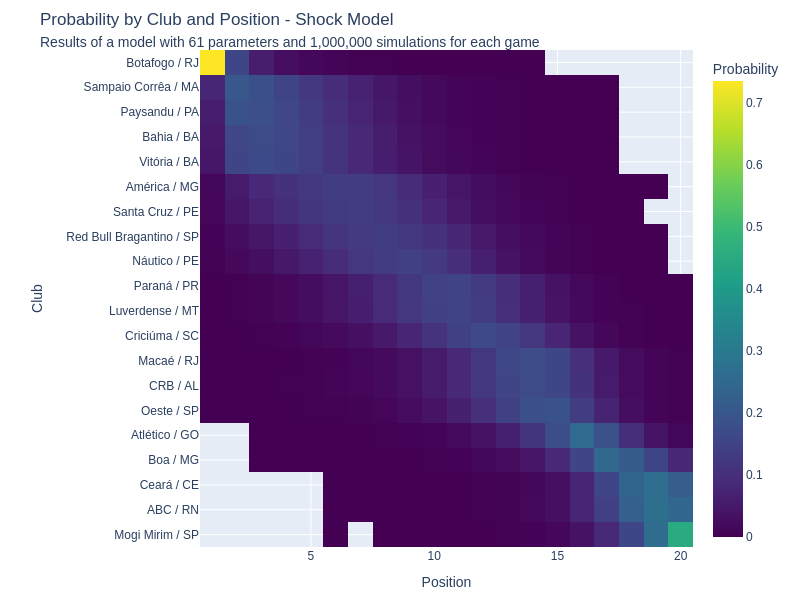 Probability by Club and Position - Shock Model
Results of a model with 61 parameters and 1,000,000 simulations for each game
Probability
Botafogo / RJ
Sampaio Corrêa / MA
Paysandu / PA
Bahia / BA
Vitória / BA
América / MG
Santa Cruz / PE
Red Bull Bragantino / SP
Náutico / PE
Paraná / PR
Luverdense / MT
Criciúma / SC
Macaé / RJ
CRB / AL
Oeste / SP
Atlético / GO
Boa / MG
Ceará / CE
ABC / RN
Mogi Mirim / SP
Club
5 10 15 20
Position
0.7
0.6
0.5
0.4
0.3
0.2
0.1
0